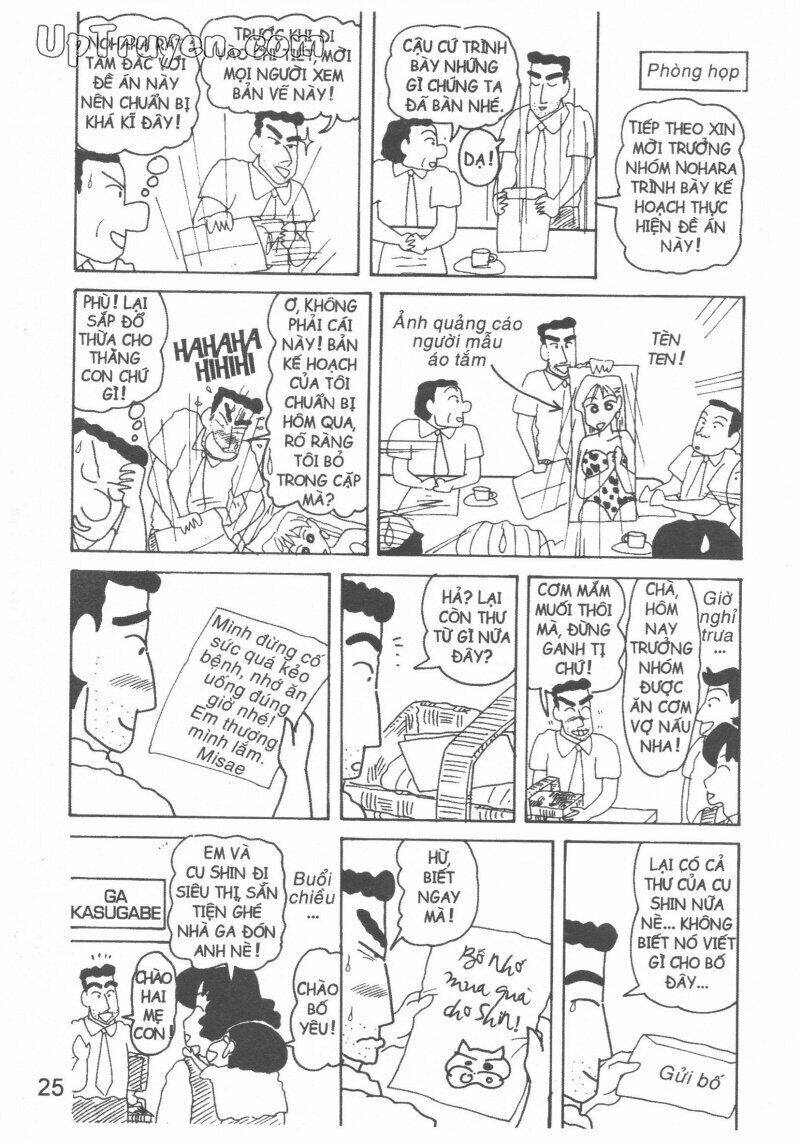 UpTruyen.com
Phòng họp
TIẾP THEO XIN
MỜI TRƯỞNG
NHÓM NOHARA
TRÌNH BÀY KẾ
HOẠCH THỰC
HIỆN ĐỀ ÁN
NÀY!
CẬU CỨ TRÌNH
BÀY NHỮNG
GÌ CHÚNG TA
ĐÃ BÀN NHÉ.
DẠ!
TRƯỚC KHI ĐI
VÀO CHI TIẾT, MỜI
MỌI NGƯỜI XEM
BẢN VẼ NÀY!
NOHARA RẤT
TÂM ĐẮC VỚI
ĐỀ ÁN NÀY
NÊN CHUẨN BỊ
KHÁ KĨ ĐÂY!
TÈN
TEN!
Ảnh quảng cáo
người mẫu
áo tắm
Ơ, KHÔNG
PHẢI CÁI
NÀY! BẢN
KẾ HOẠCH
CỦA TÔI
CHUẨN BỊ
HÔM QUA,
RÕ RÀNG
TÔI BỎ
TRONG CẶP
MÀ?
HAHAHA
HIHIHI
PHÙ! LẠI
SẮP ĐỔ
THỪA CHO
THẰNG
CON CHỨ
GÌ!
Giờ
nghỉ
trưa
...
CHÀ,
HÔM
NAY
TRƯỞNG
NHÓM
ĐƯỢC
ĂN CƠM
VỢ NẤU
NHA!
CƠM MẮM
MUỐI THÔI
MÀ, ĐỪNG
GANH TỊ
CHỨ!
HẢ? LẠI
CÒN THƯ
TỪ GÌ NỮA
ĐÂY?
Mình đừng cố
sức quá kẻo
bệnh, nhớ ăn
uống đúng
giờ nhé!
Em thương
mình lắm.
Misae
LẠI CÓ CẢ
THƯ CỦA CU
SHIN NỮA
NÈ... KHÔNG
BIẾT NÓ VIẾT
GÌ CHO BỐ
ĐÂY...
Gửi bố
HỪ,
BIẾT
NGAY
MÀ!
Bố nhớ
mua quà
cho Shin!
Buổi
chiều
...
EM VÀ
CU SHIN ĐI
SIÊU THỊ, SẴN
TIỆN GHÉ
NHÀ GA ĐÓN
ANH NÈ!
CHÀO
BỐ
YÊU!
GA
KASUGABE
CHÀO
HAI
MẸ
CON!
25